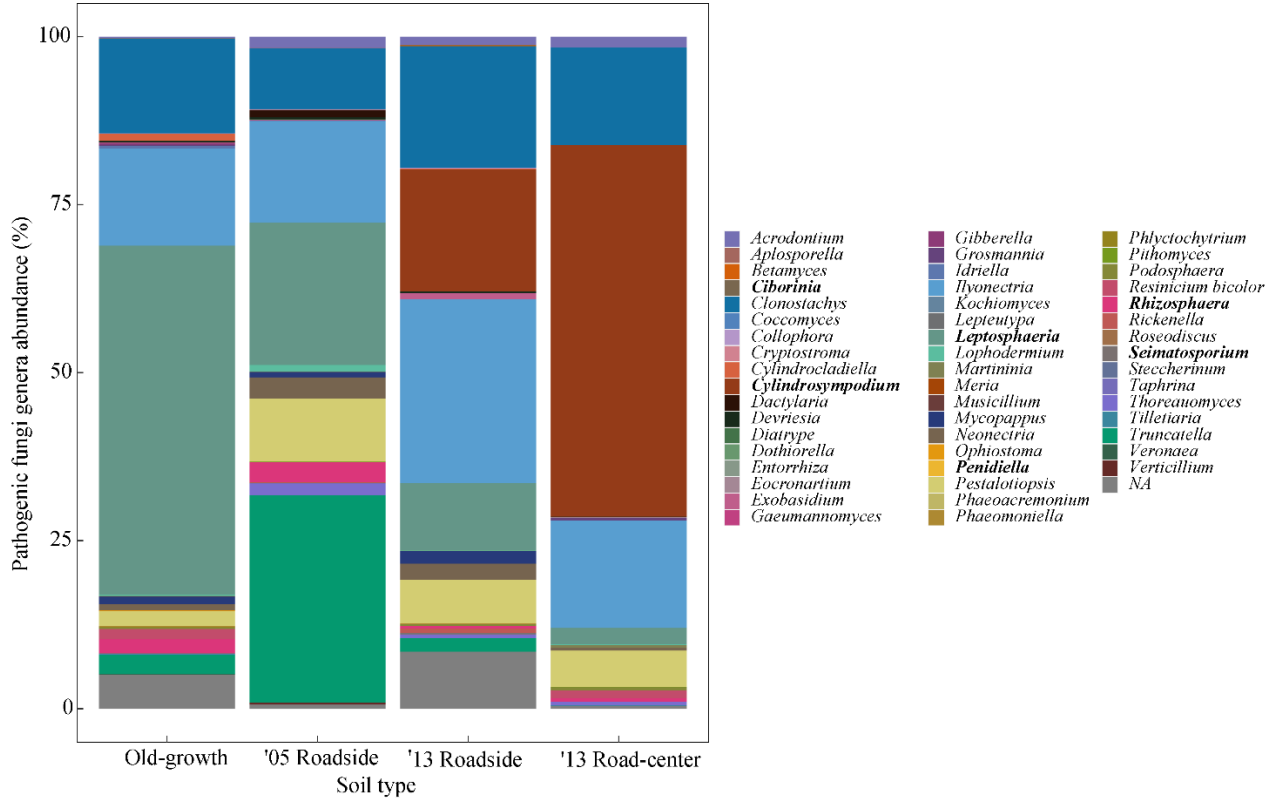 100
75
50
25
0
Pathogenic fungi genera abundance (%)
Old-growth
'05 Roadside
'13 Roadside
'13 Road-center
Soil type
Acrodontium
Aplosporella
Betamyces
Ciborinia
Clonostachys
Coccomyces
Collophora
Cryptostroma
Cylindrocladiella
Cylindrosympodium
Dactylaria
Devriesia
Diatrype
Dothiorella
Entorrhiza
Eocronartium
Exobasidium
Gaeumannomyces
Gibberella
Grosmannia
Idriella
Ilyonectria
Kochiomyces
Lepteutypa
Leptosphaeria
Lophodermium
Martininia
Meria
Musicillium
Mycopappus
Neonectria
Ophiostoma
Penidiella
Pestalotiopsis
Phaeoacremonium
Phaeomoniella
Phlyctochytrium
Pithomyces
Podosphaera
Resinicium bicolor
Rhizosphaera
Rickenella
Roseodiscus
Seimatosporium
Steccherinum
Taphrina
Thoreauomyces
Tilletiaria
Truncatella
Veronaea
Verticillium
NA